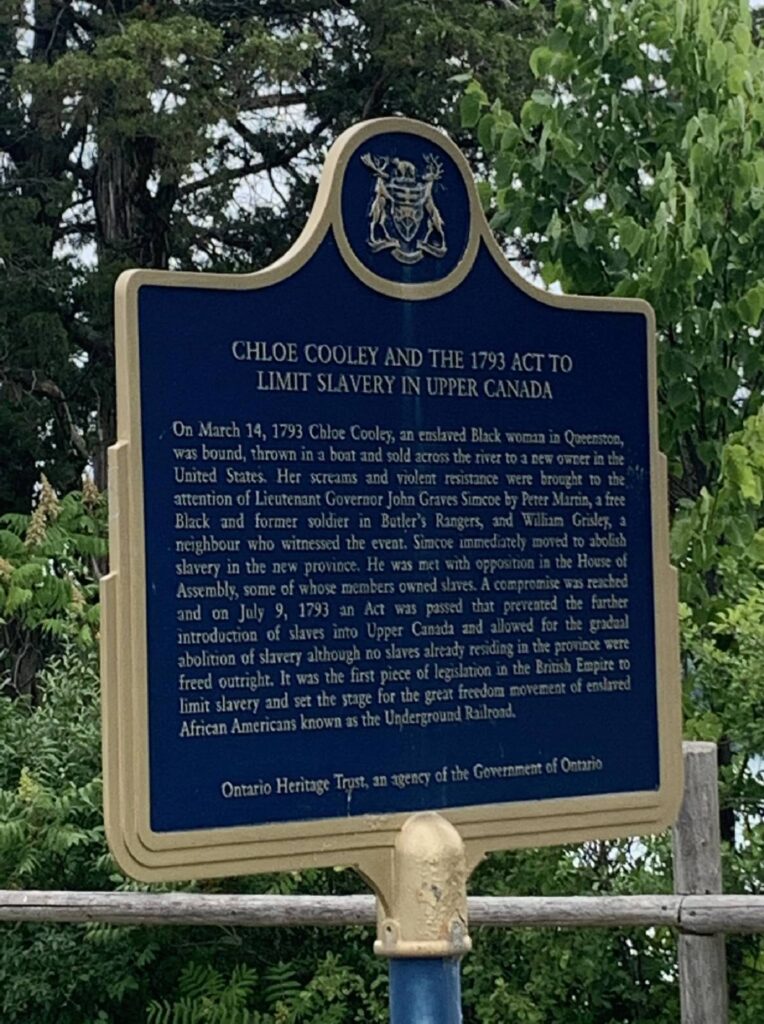 CHLOE COOLEY AND THE 1793 ACT TO
LIMIT SLAVERY IN UPPER CANADA
On March 14, 1793 Chloe Cooley, an enslaved Black woman in Queenston,
was bound, thrown in a boat and sold across the river to a new owner in the
United States. Her screams and violent resistance were brought to the
attention of Lieutenant Governor John Graves Simcoe by Peter Martin, a free
Black and former soldier in Butler's Rangers, and William Grisley, a
neighbour who witnessed the event. Simcoe immediately moved to abolish
slavery in the new province. He was met with opposition in the House of
Assembly, some of whose members owned slaves. A compromise was reached
and on July 9, 1793 an Act was passed that prevented the further
introduction of slaves into Upper Canada and allowed for the gradual
abolition of slavery although no slaves already residing in the province were
freed outright. It was the first piece of legislation in the British Empire to
limit slavery and set the stage for the great freedom movement of enslaved
African Americans known as the Underground Railroad.
Ontario Heritage Trust, an agency of the Government of Ontario